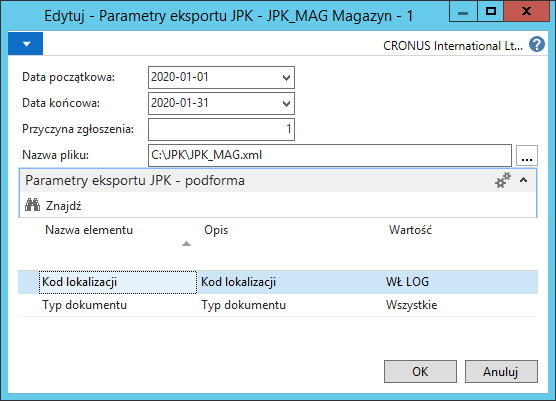 Edytuj - Parametry eksportu JPK - JPK_MAG Magazyn - 1
CRONUS International Lt... ?
Data początkowa: 2020-01-01
Data końcowa: 2020-01-31
Przyczyna zgłoszenia: 1
Nazwa pliku: C:\JPK\JPK_MAG.xml ...
Parametry eksportu JPK - podforma
Znajdź
Nazwa elementu Opis Wartość
Kod lokalizacji Kod lokalizacji WŁ LOG
Typ dokumentu Typ dokumentu Wszystkie
OK Anuluj